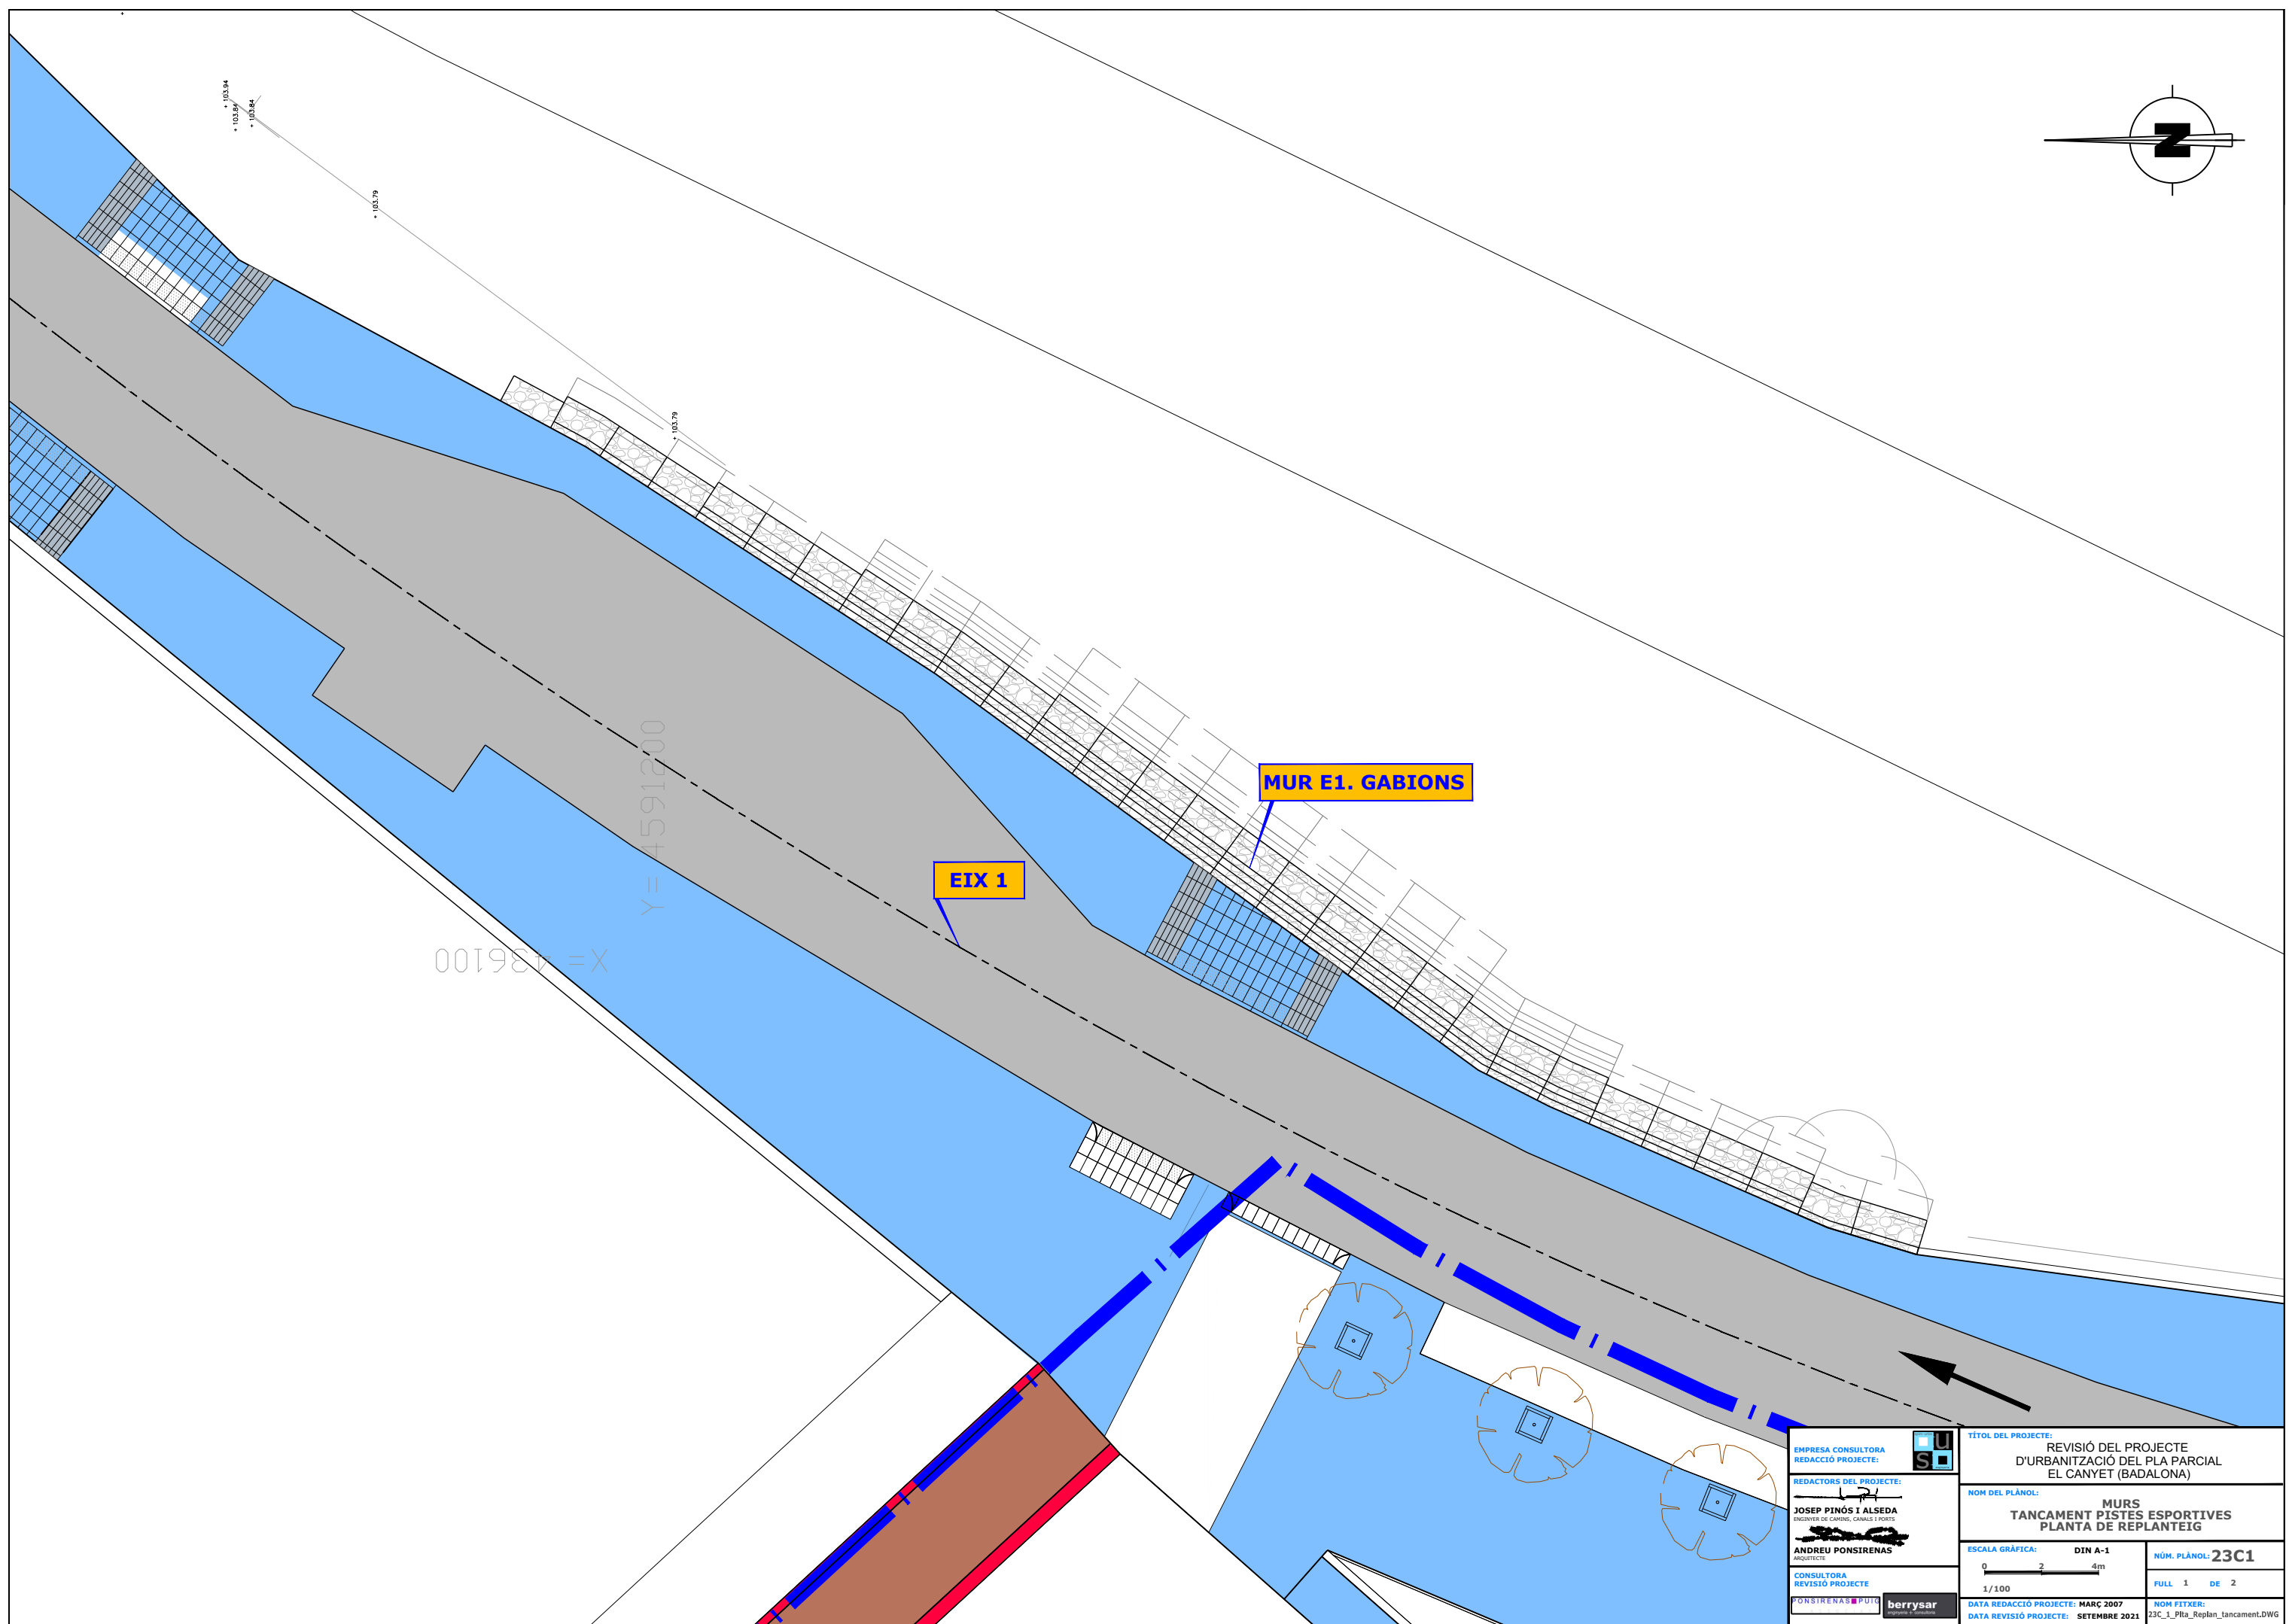 + 103.94
+ 103.84
+ 103.84
+ 103.79
+ 103.79
N
MUR E1. GABIONS
EIX 1
Y= 4591200
X= 436100
EMPRESA CONSULTORA
REDACCIÓ PROJECTE:
REDACTORS DEL PROJECTE:
JOSEP PINÓS I ALSEDA
ENGINYER DE CAMINS, CANALS I PORTS
ANDREU PONSIRENAS
ARQUITECTE
CONSULTORA
REVISIÓ PROJECTE
PONSIRENAS PUIG
berrysar
TÍTOL DEL PROJECTE:
REVISIÓ DEL PROJECTE
D'URBANITZACIÓ DEL PLA PARCIAL
EL CANYET (BADALONA)
NOM DEL PLÀNOL:
MURS
TANCAMENT PISTES ESPORTIVES
PLANTA DE REPLANTEIG
ESCALA GRÀFICA: DIN A-1
0 2 4m
1/100
NÚM. PLÀNOL: 23C1
FULL 1 DE 2
DATA REDACCIÓ PROJECTE: MARÇ 2007
DATA REVISIÓ PROJECTE: SETEMBRE 2021
NOM FITXER:
23C_1_Plta_Replan_tancament.DWG